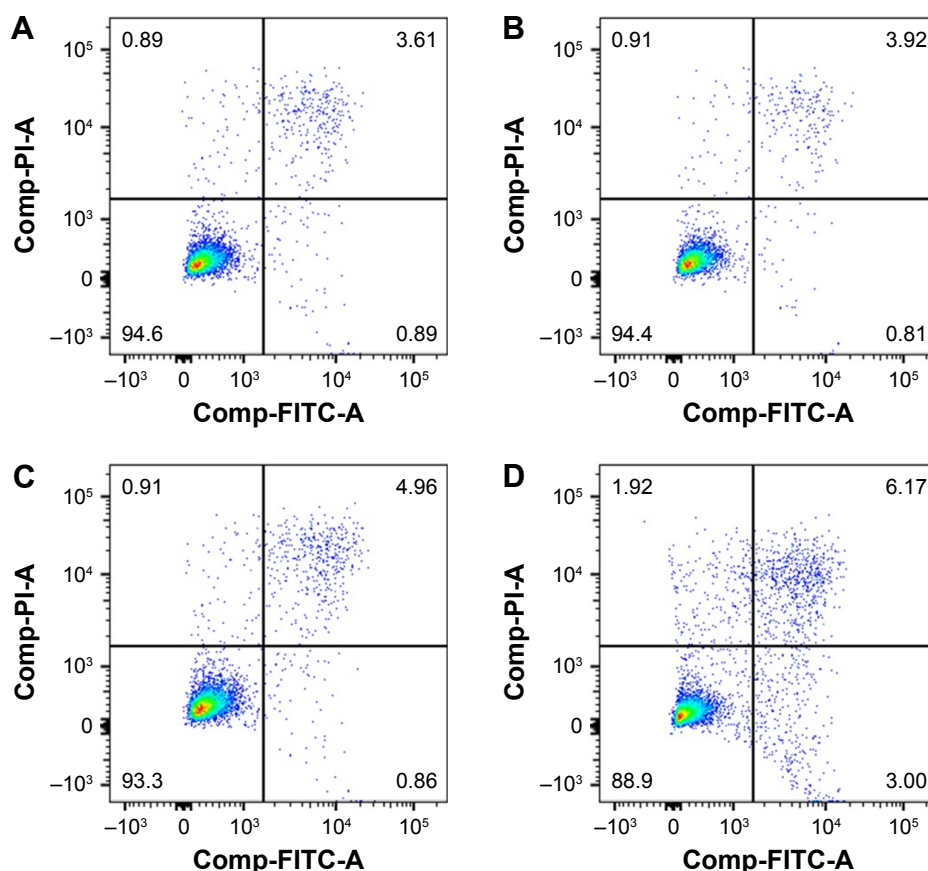 A
0.89 3.61
10⁵
10⁴
10³
0
–10³
94.6 0.89
–10³ 0 10³ 10⁴ 10⁵
Comp-PI-A
Comp-FITC-A
B
0.91 3.92
10⁵
10⁴
10³
0
–10³
94.4 0.81
–10³ 0 10³ 10⁴ 10⁵
Comp-PI-A
Comp-FITC-A
C
0.91 4.96
10⁵
10⁴
10³
0
–10³
93.3 0.86
–10³ 0 10³ 10⁴ 10⁵
Comp-PI-A
Comp-FITC-A
D
1.92 6.17
10⁵
10⁴
10³
0
–10³
88.9 3.00
–10³ 0 10³ 10⁴ 10⁵
Comp-PI-A
Comp-FITC-A